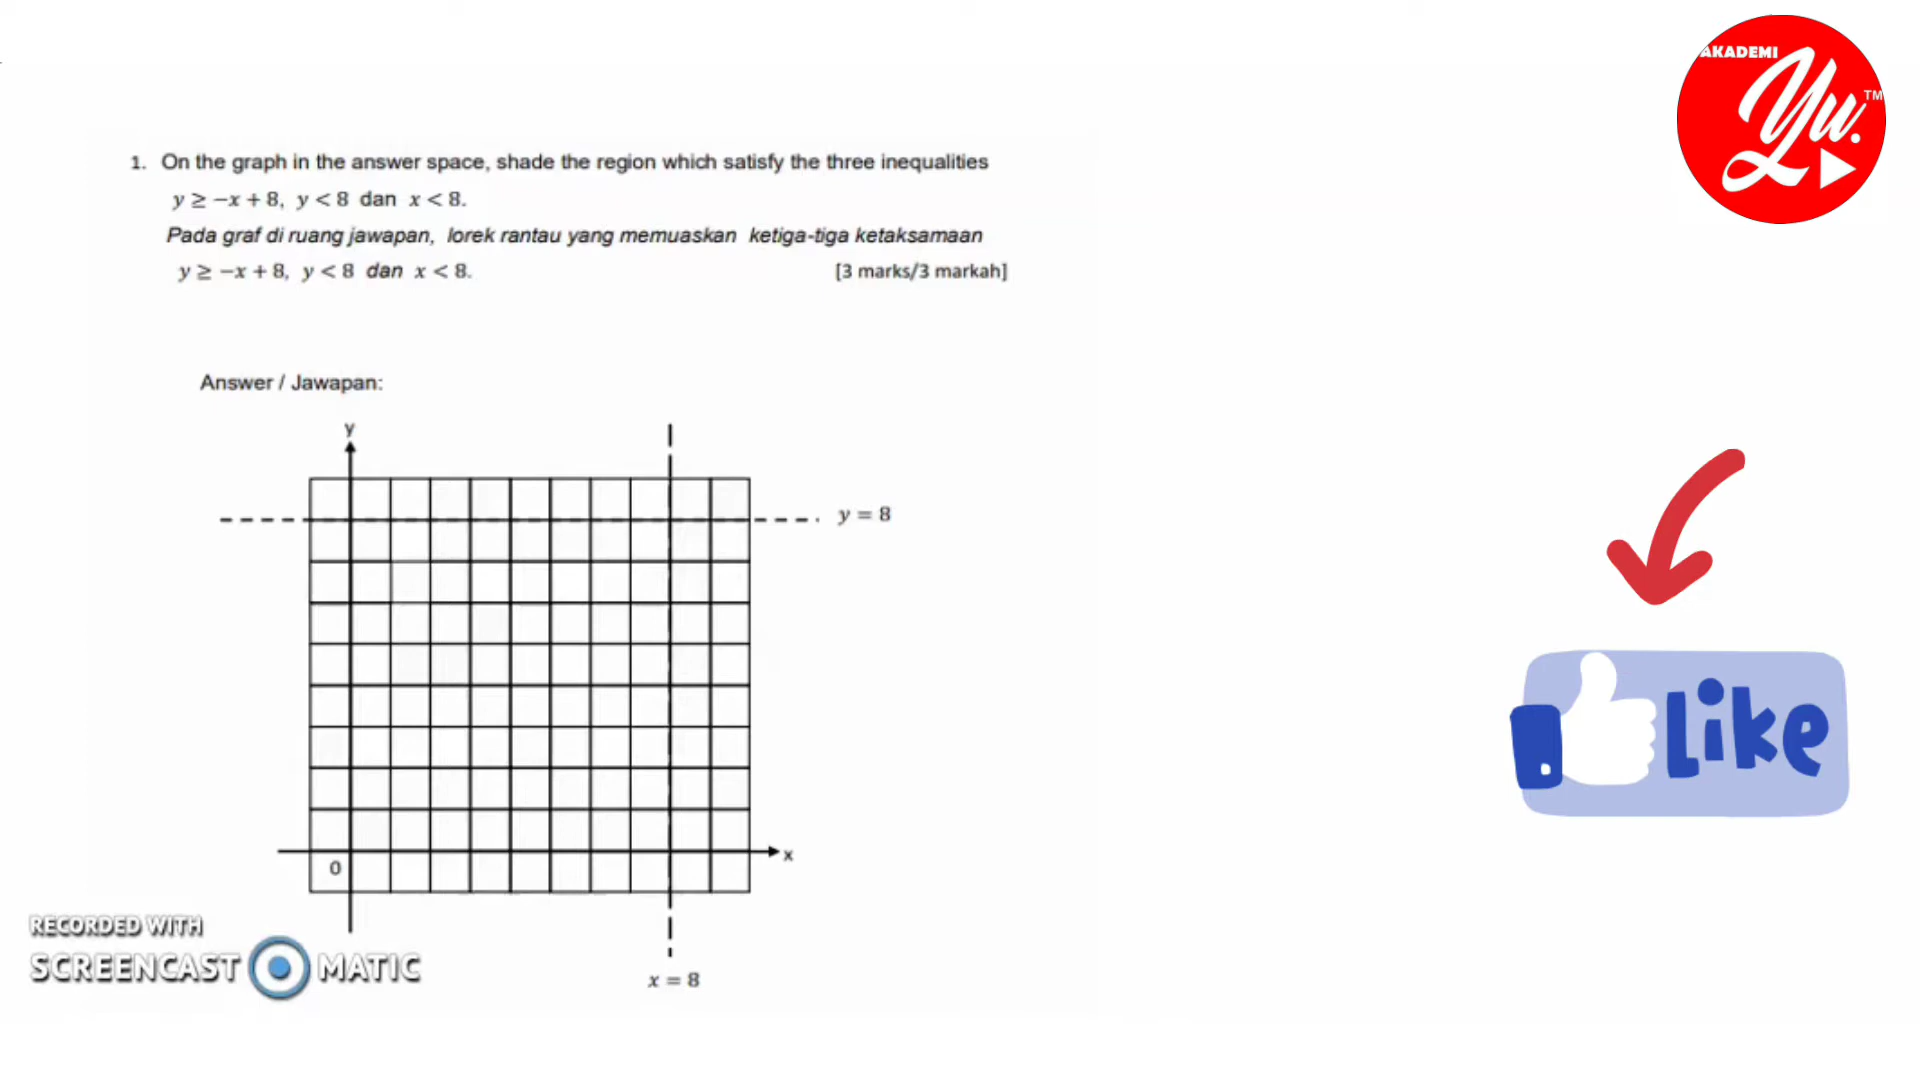 AKADEMI
Yu.
TM
1. On the graph in the answer space, shade the region which satisfy the three inequalities
y ≥ −x + 8, y < 8 dan x < 8.
Pada graf di ruang jawapan, lorek rantau yang memuaskan ketiga-tiga ketaksamaan
y ≥ −x + 8, y < 8 dan x < 8. [3 marks/3 markah]
Answer / Jawapan:
y
y = 8
x
0
x = 8
Like
RECORDED WITH
SCREENCAST MATIC